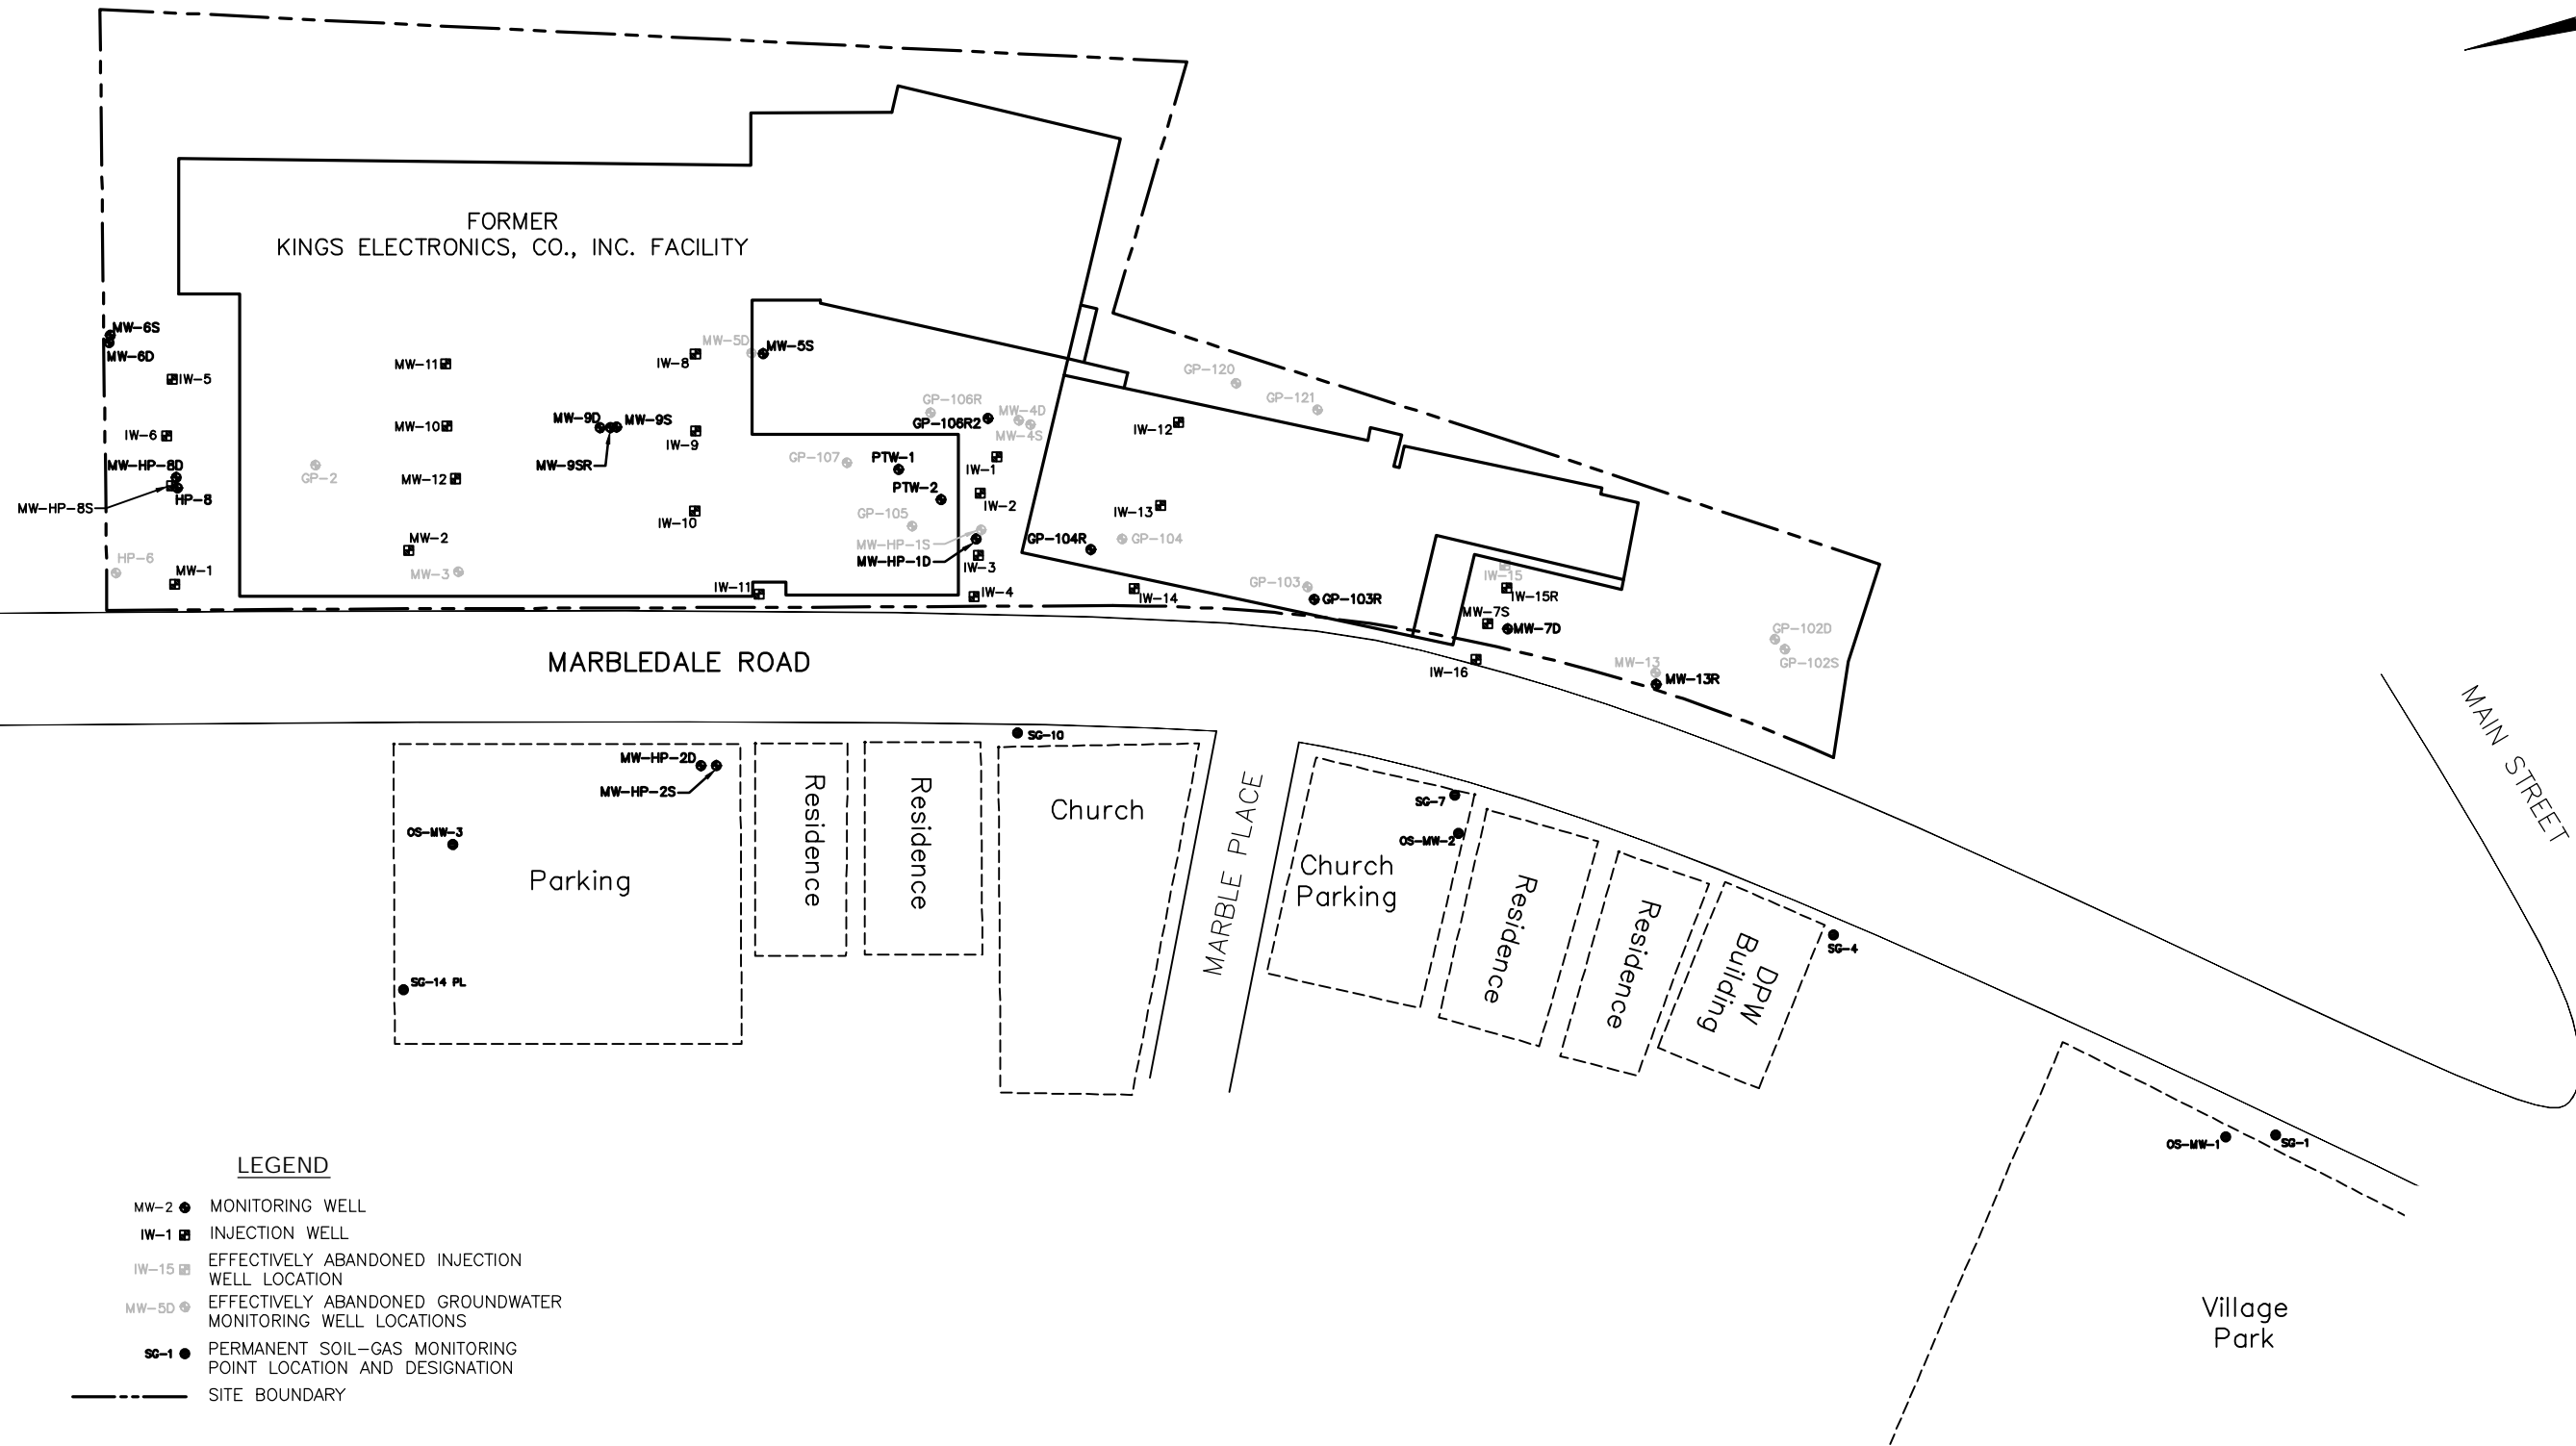 FORMER
KINGS ELECTRONICS, CO., INC. FACILITY
MW-6S
MW-6D
IW-5
IW-6
MW-HP-8D
HP-8
MW-HP-8S
HP-6
MW-1
GP-2
MW-11
MW-10
MW-12
MW-2
MW-3
MW-9D
MW-9S
MW-9SR
IW-8
IW-9
IW-10
IW-11
MW-5D
MW-5S
GP-106R
GP-106R2
MW-4D
MW-4S
GP-107
PTW-1
PTW-2
IW-1
IW-2
GP-105
MW-HP-1S
MW-HP-1D
IW-3
IW-4
GP-120
GP-121
IW-12
IW-13
GP-104R
GP-104
IW-14
GP-103
GP-103R
IW-15
IW-15R
MW-7S
MW-7D
IW-16
MW-13
MW-13R
GP-102D
GP-102S
MARBLEDALE ROAD
MAIN STREET
MARBLE PLACE
MW-HP-2D
MW-HP-2S
OS-MW-3
Parking
SG-14 PL
Residence
Residence
SG-10
Church
SG-7
OS-MW-2
Church
Parking
Residence
Residence
DPW
Building
SG-4
OS-MW-1
SG-1
Village
Park
LEGEND
MW-2 MONITORING WELL
IW-1 INJECTION WELL
IW-15 EFFECTIVELY ABANDONED INJECTION
WELL LOCATION
MW-5D EFFECTIVELY ABANDONED GROUNDWATER
MONITORING WELL LOCATIONS
SG-1 PERMANENT SOIL-GAS MONITORING
POINT LOCATION AND DESIGNATION
SITE BOUNDARY